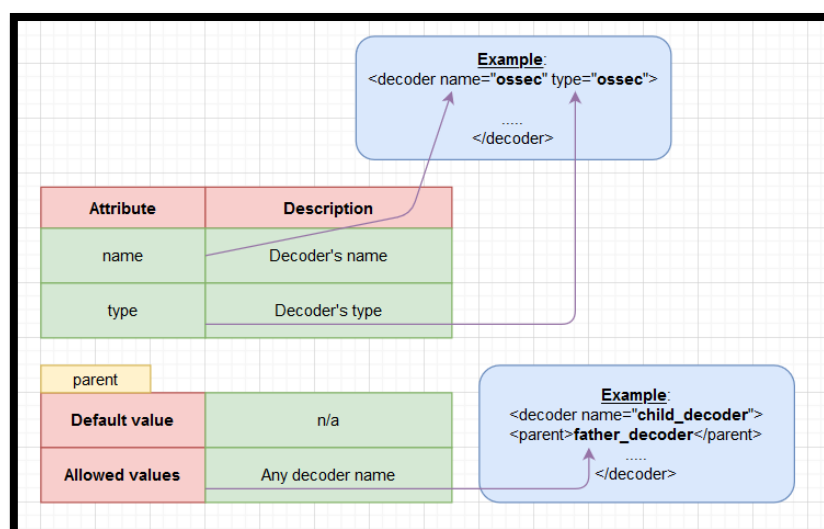 Example:
<decoder name="ossec" type="ossec">
.....
</decoder>
Attribute Description
name Decoder's name
type Decoder's type
parent
Default value n/a
Allowed values Any decoder name
Example:
<decoder name="child_decoder">
<parent>father_decoder</parent>
.....
</decoder>